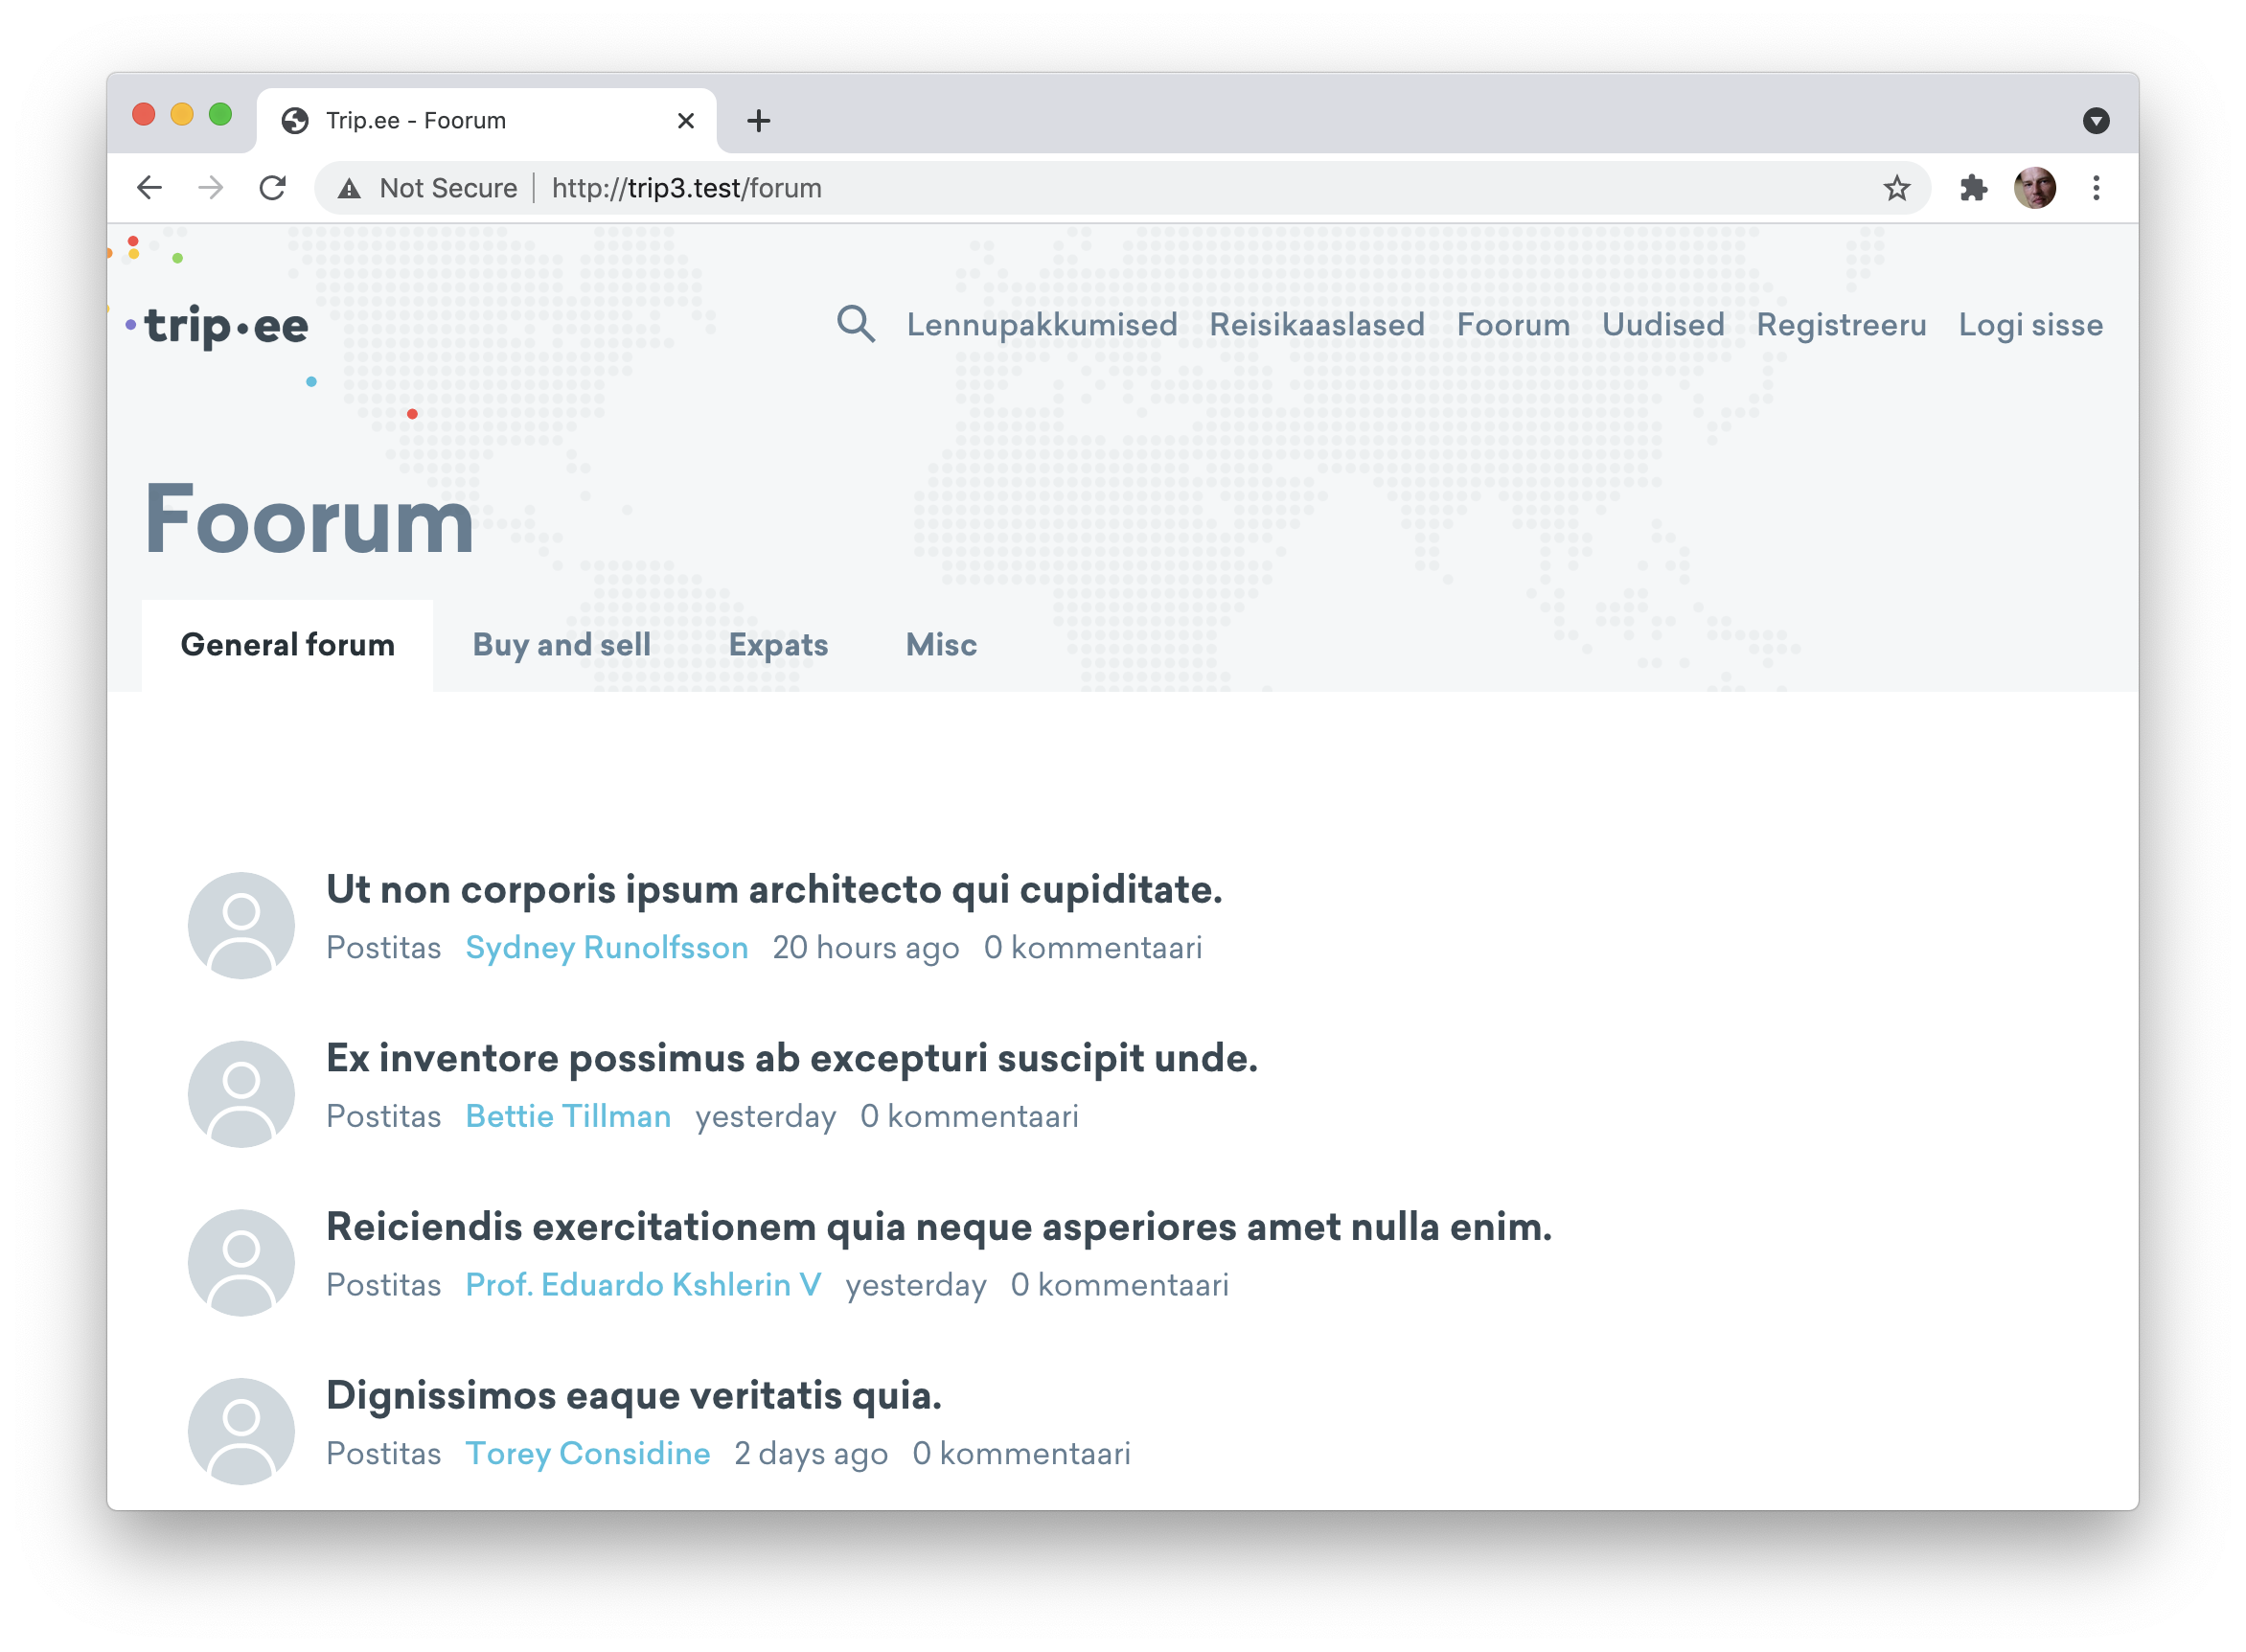 Trip.ee - Foorum
Not Secure http://trip3.test/forum
trip.ee
Lennupakkumised Reisikaaslased Foorum Uudised Registreeru Logi sisse
Foorum
General forum Buy and sell Expats Misc
Ut non corporis ipsum architecto qui cupiditate.
Postitas Sydney Runolfsson 20 hours ago 0 kommentaari
Ex inventore possimus ab excepturi suscipit unde.
Postitas Bettie Tillman yesterday 0 kommentaari
Reiciendis exercitationem quia neque asperiores amet nulla enim.
Postitas Prof. Eduardo Kshlerin V yesterday 0 kommentaari
Dignissimos eaque veritatis quia.
Postitas Torey Considine 2 days ago 0 kommentaari